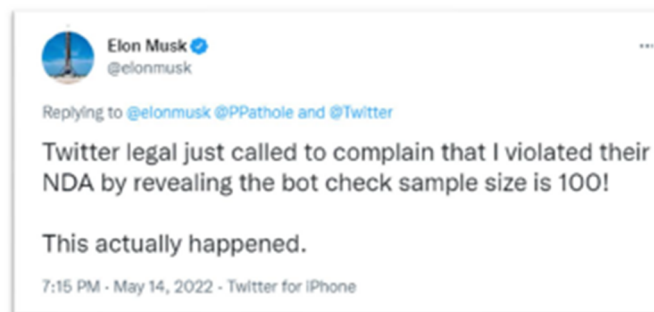 Elon Musk
@elonmusk
Replying to @elonmusk @PPathole and @Twitter
Twitter legal just called to complain that I violated their
NDA by revealing the bot check sample size is 100!
This actually happened.
7:15 PM · May 14, 2022 · Twitter for iPhone